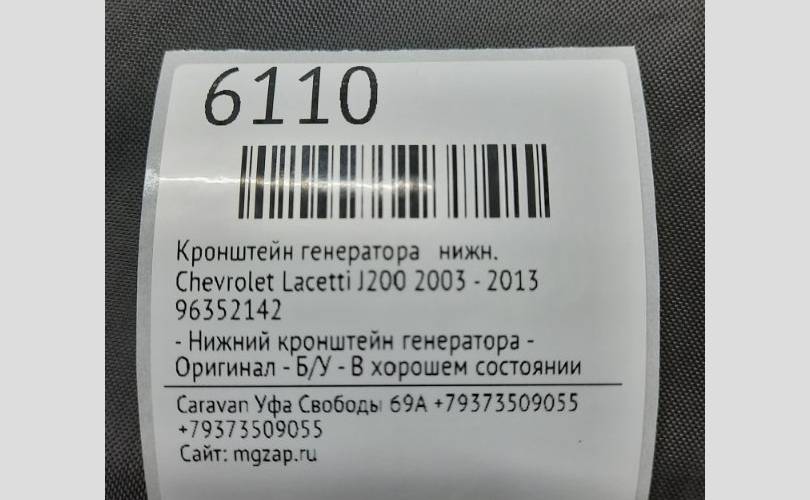 6110
Кронштейн генератора нижн.
Chevrolet Lacetti J200 2003 - 2013
96352142
- Нижний кронштейн генератора -
Оригинал - Б/У - В хорошем состоянии
Caravan Уфа Свободы 69А +79373509055
+79373509055
Сайт: mgzap.ru